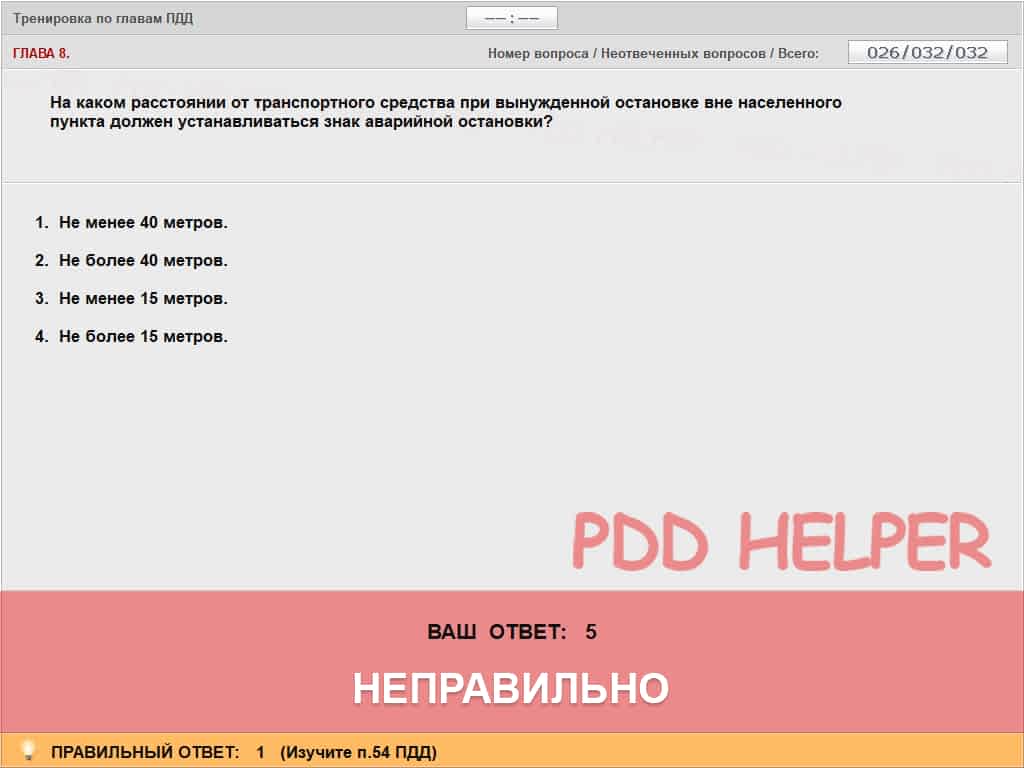 Тренировка по главам ПДД
–– : ––
ГЛАВА 8.
Номер вопроса / Неотвеченных вопросов / Всего: 026/032/032
На каком расстоянии от транспортного средства при вынужденной остановке вне населенного
пункта должен устанавливаться знак аварийной остановки?
1. Не менее 40 метров.
2. Не более 40 метров.
3. Не менее 15 метров.
4. Не более 15 метров.
PDD HELPER
ВАШ ОТВЕТ: 5
НЕПРАВИЛЬНО
ПРАВИЛЬНЫЙ ОТВЕТ: 1 (Изучите п.54 ПДД)